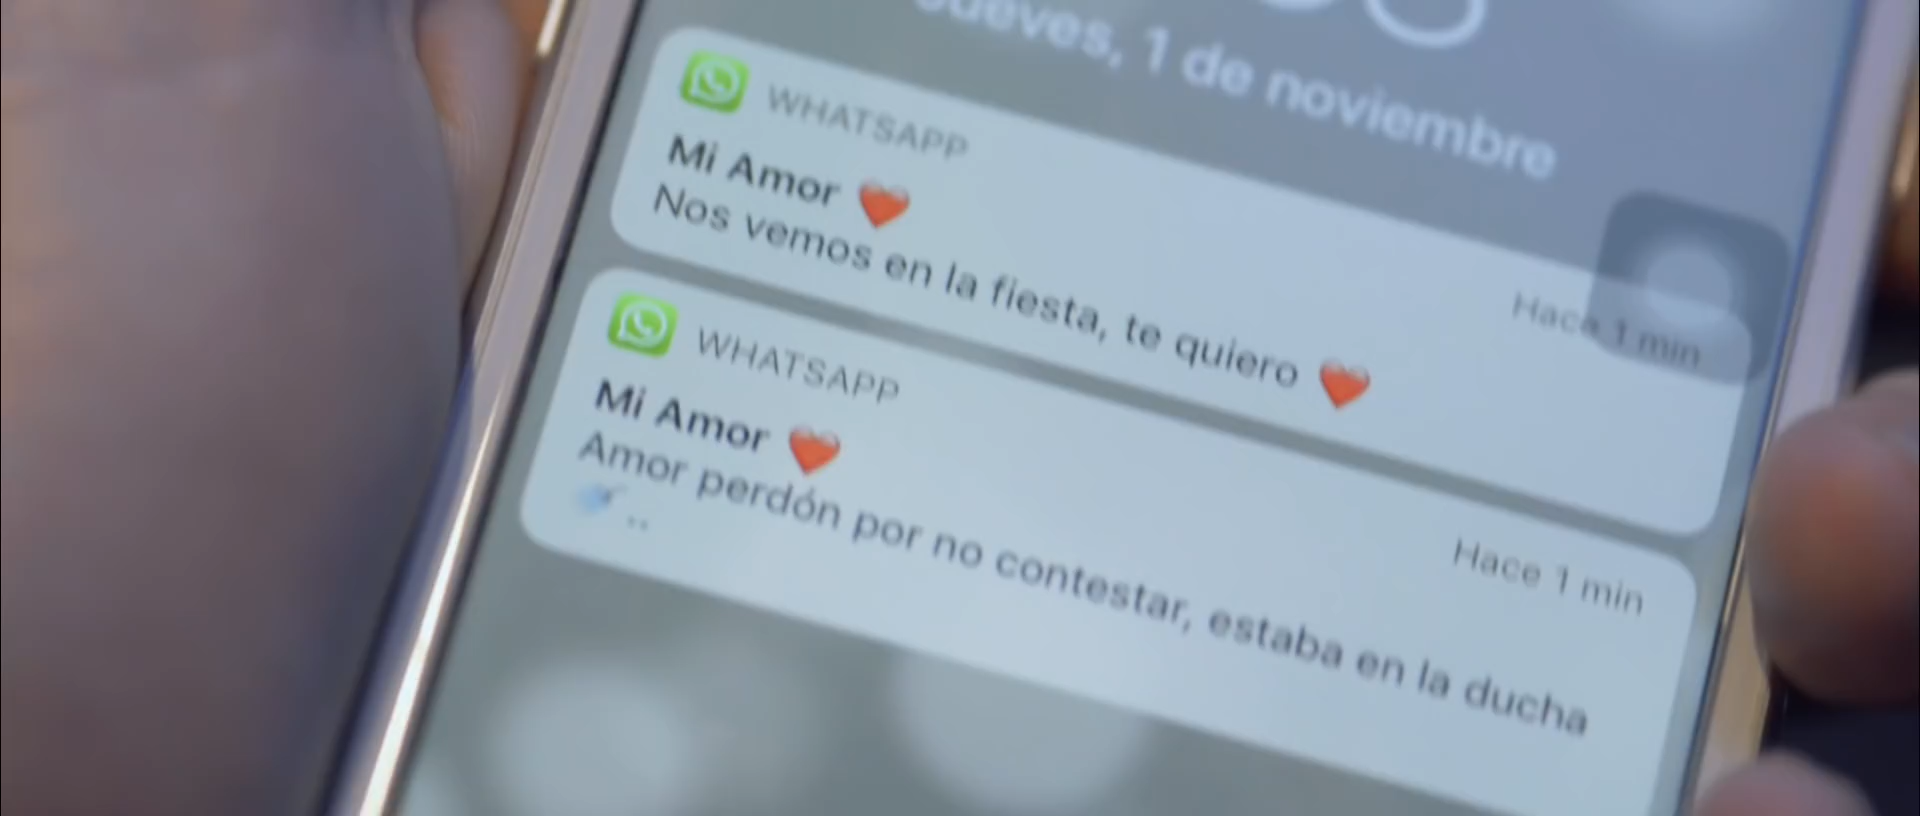 Jueves, 1 de noviembre
WHATSAPP
Hace 1 min
Mi Amor ❤️
Nos vemos en la fiesta, te quiero ❤️
WHATSAPP
Hace 1 min
Mi Amor ❤️
Amor perdón por no contestar, estaba en la ducha
🚿..